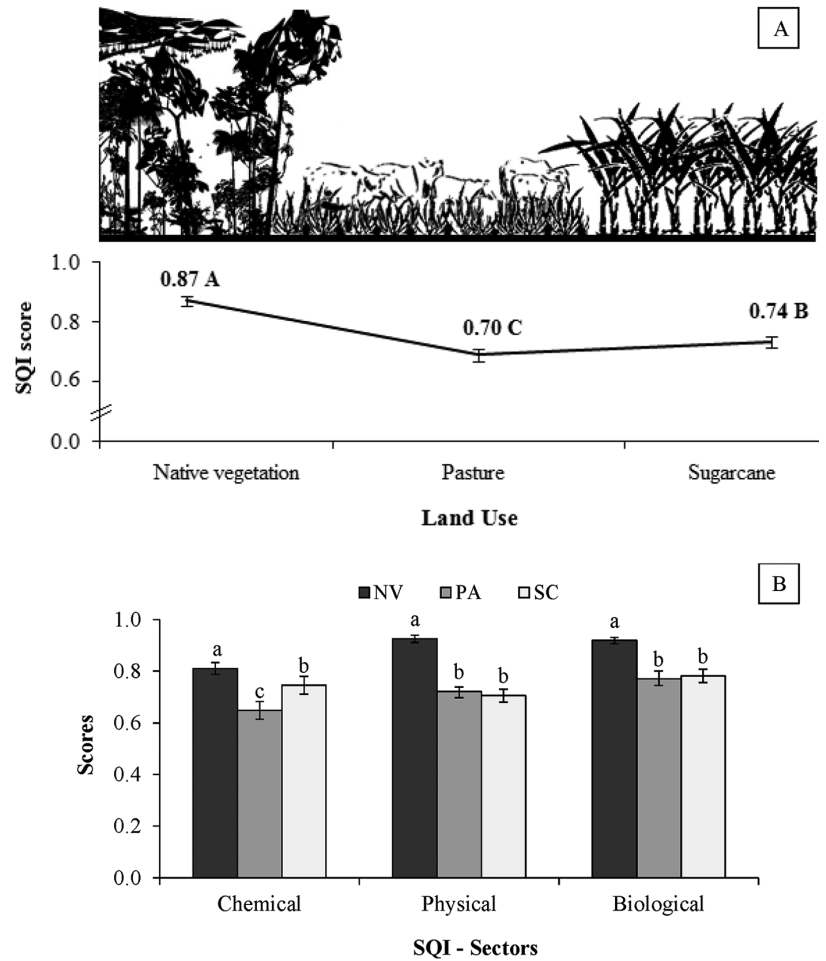 A
1.0
0.8
0.6
0.0
SQI score
0.87 A
0.70 C
0.74 B
Native vegetation
Pasture
Sugarcane
Land Use
B
NV
PA
SC
1.0
0.8
0.6
0.4
0.2
0.0
Scores
a
c
b
a
b
b
a
b
b
Chemical
Physical
Biological
SQI - Sectors